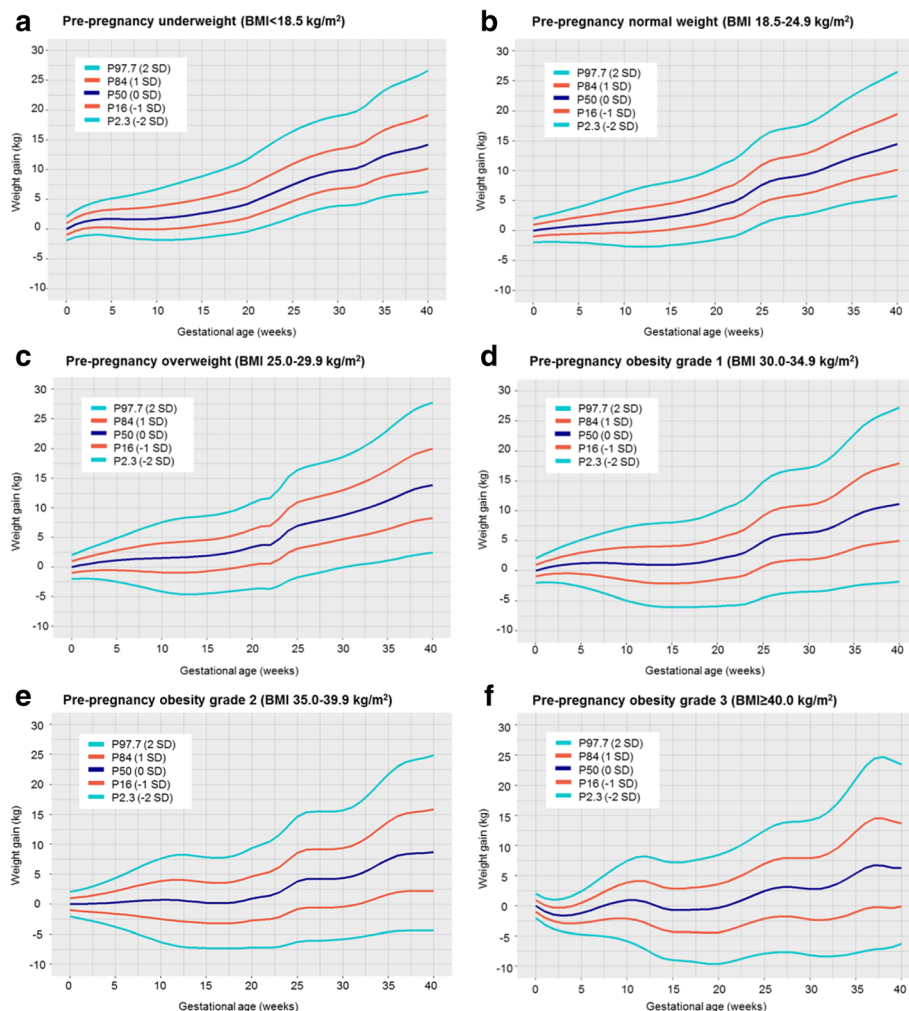 a Pre-pregnancy underweight (BMI<18.5 kg/m²)
30
25
20
15
10
5
0
-5
-10
Weight gain (kg)
P97.7 (2 SD)
P84 (1 SD)
P50 (0 SD)
P16 (-1 SD)
P2.3 (-2 SD)
0 5 10 15 20 25 30 35 40
Gestational age (weeks)
b Pre-pregnancy normal weight (BMI 18.5-24.9 kg/m²)
30
25
20
15
10
5
0
-5
-10
Weight gain (kg)
P97.7 (2 SD)
P84 (1 SD)
P50 (0 SD)
P16 (-1 SD)
P2.3 (-2 SD)
0 5 10 15 20 25 30 35 40
Gestational age (weeks)
c Pre-pregnancy overweight (BMI 25.0-29.9 kg/m²)
30
25
20
15
10
5
0
-5
-10
Weight gain (kg)
P97.7 (2 SD)
P84 (1 SD)
P50 (0 SD)
P16 (-1 SD)
P2.3 (-2 SD)
0 5 10 15 20 25 30 35 40
Gestational age (weeks)
d Pre-pregnancy obesity grade 1 (BMI 30.0-34.9 kg/m²)
30
25
20
15
10
5
0
-5
-10
Weight gain (kg)
P97.7 (2 SD)
P84 (1 SD)
P50 (0 SD)
P16 (-1 SD)
P2.3 (-2 SD)
0 5 10 15 20 25 30 35 40
Gestational age (weeks)
e Pre-pregnancy obesity grade 2 (BMI 35.0-39.9 kg/m²)
30
25
20
15
10
5
0
-5
-10
Weight gain (kg)
P97.7 (2 SD)
P84 (1 SD)
P50 (0 SD)
P16 (-1 SD)
P2.3 (-2 SD)
0 5 10 15 20 25 30 35 40
Gestational age (weeks)
f Pre-pregnancy obesity grade 3 (BMI≥40.0 kg/m²)
30
25
20
15
10
5
0
-5
-10
Weight gain (kg)
P97.7 (2 SD)
P84 (1 SD)
P50 (0 SD)
P16 (-1 SD)
P2.3 (-2 SD)
0 5 10 15 20 25 30 35 40
Gestational age (weeks)